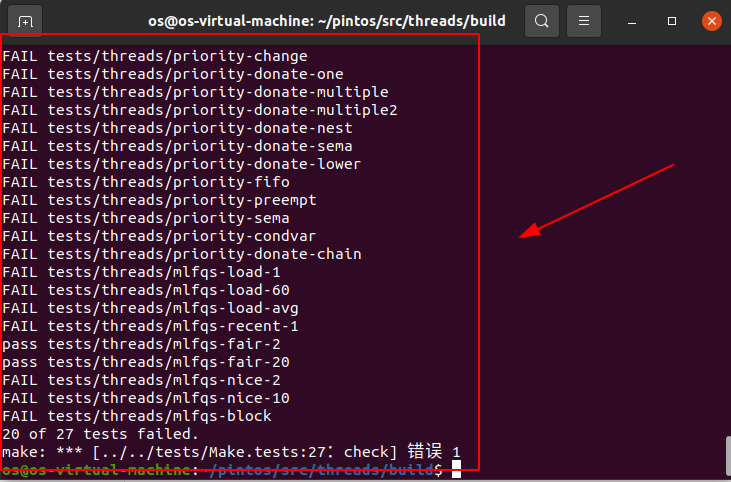 os@os-virtual-machine: ~/pintos/src/threads/build
FAIL tests/threads/priority-change
FAIL tests/threads/priority-donate-one
FAIL tests/threads/priority-donate-multiple
FAIL tests/threads/priority-donate-multiple2
FAIL tests/threads/priority-donate-nest
FAIL tests/threads/priority-donate-sema
FAIL tests/threads/priority-donate-lower
FAIL tests/threads/priority-fifo
FAIL tests/threads/priority-preempt
FAIL tests/threads/priority-sema
FAIL tests/threads/priority-condvar
FAIL tests/threads/priority-donate-chain
FAIL tests/threads/mlfqs-load-1
FAIL tests/threads/mlfqs-load-60
FAIL tests/threads/mlfqs-load-avg
FAIL tests/threads/mlfqs-recent-1
pass tests/threads/mlfqs-fair-2
pass tests/threads/mlfqs-fair-20
FAIL tests/threads/mlfqs-nice-2
FAIL tests/threads/mlfqs-nice-10
FAIL tests/threads/mlfqs-block
20 of 27 tests failed.
make: *** [../../tests/Make.tests:27：check] 错误 1
os@os-virtual-machine:~/pintos/src/threads/build$